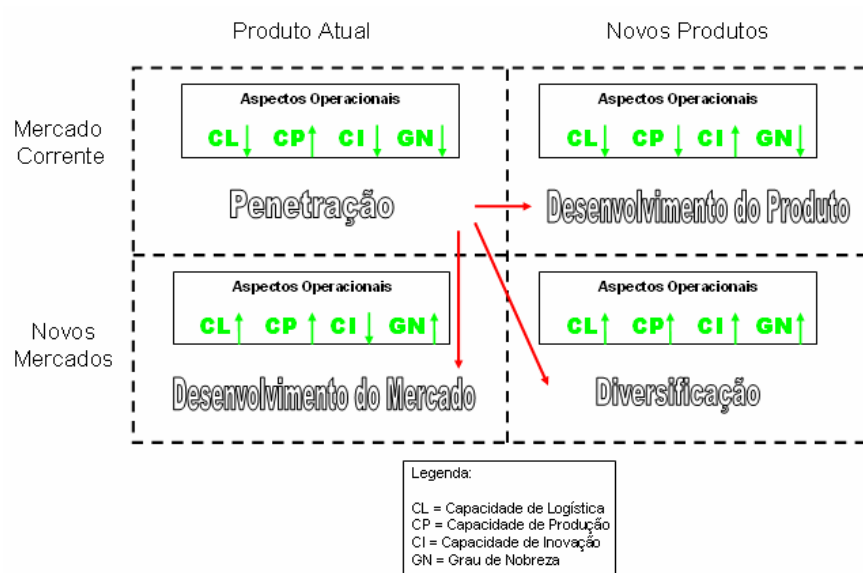 Produto Atual
Novos Produtos
Mercado
Corrente
Aspectos Operacionais
CL CP CI GN
Penetração
Aspectos Operacionais
CL CP CI GN
Desenvolvimento do Produto
Novos
Mercados
Aspectos Operacionais
CL CP CI GN
Desenvolvimento do Mercado
Aspectos Operacionais
CL CP CI GN
Diversificação
Legenda:
CL = Capacidade de Logística
CP = Capacidade de Produção
CI = Capacidade de Inovação
GN = Grau de Nobreza